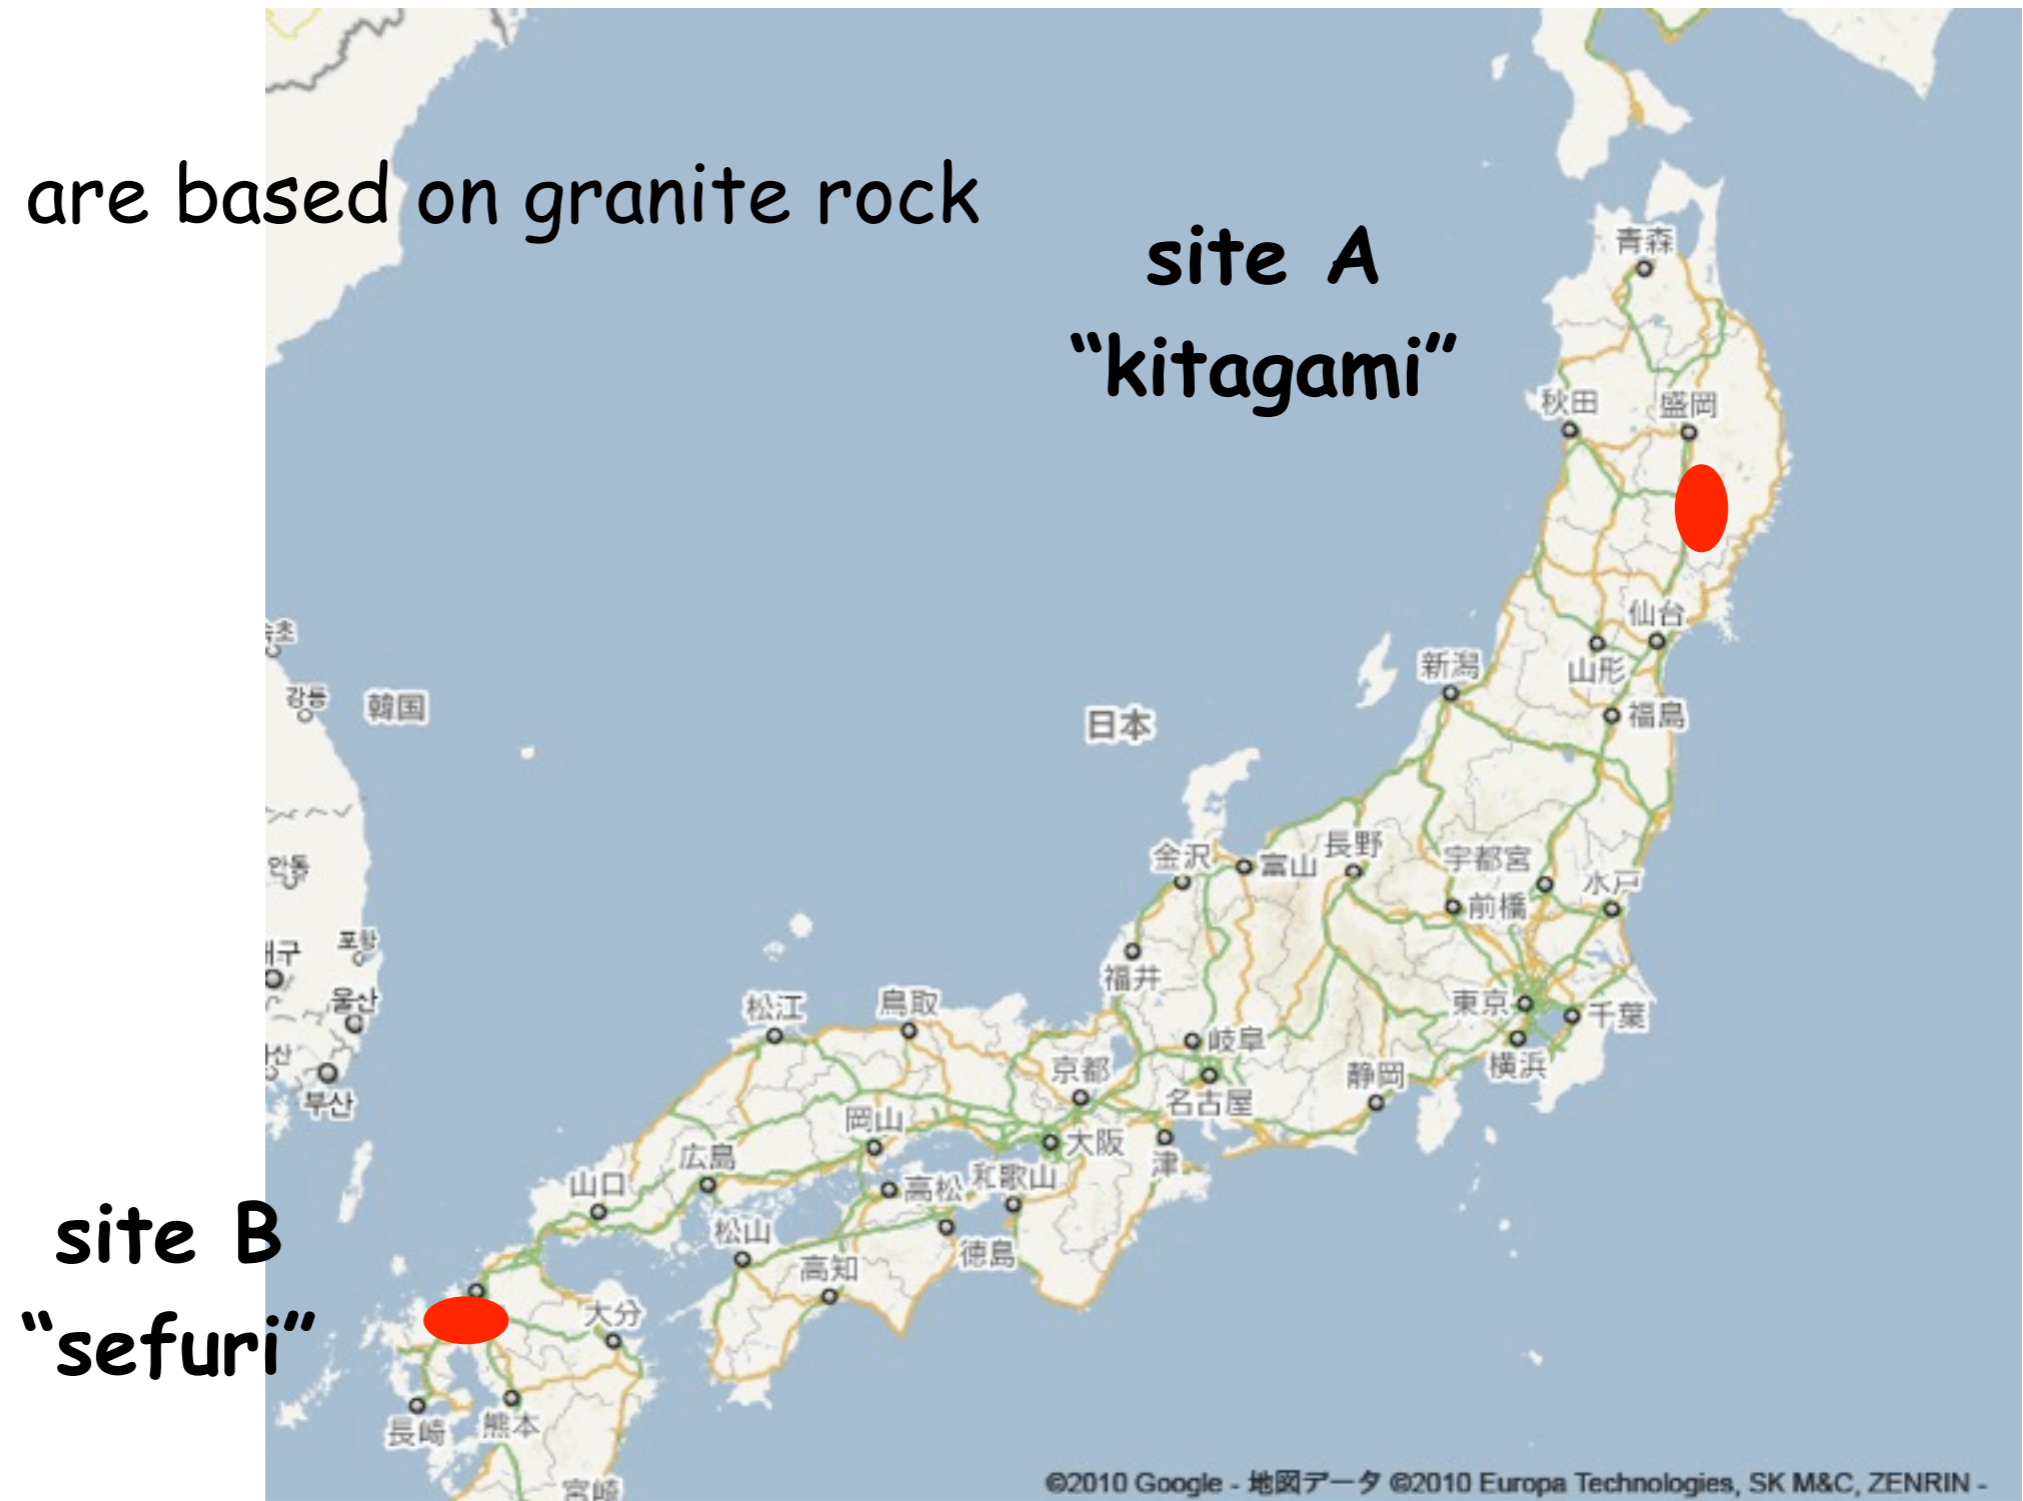 are based on granite rock
site A
“kitagami”
青森
秋田
盛岡
仙台
山形
新潟
福島
강릉
韓国
日本
金沢
富山
長野
宇都宮
水戸
前橋
안동
포항
福井
울산
松江
鳥取
東京
千葉
岐阜
横浜
京都
静岡
名古屋
부산
岡山
大阪
広島
津
和歌山
高松
山口
松山
徳島
高知
site B
“sefuri”
大分
長崎
熊本
宮崎
©2010 Google - 地図データ ©2010 Europa Technologies, SK M&C, ZENRIN -